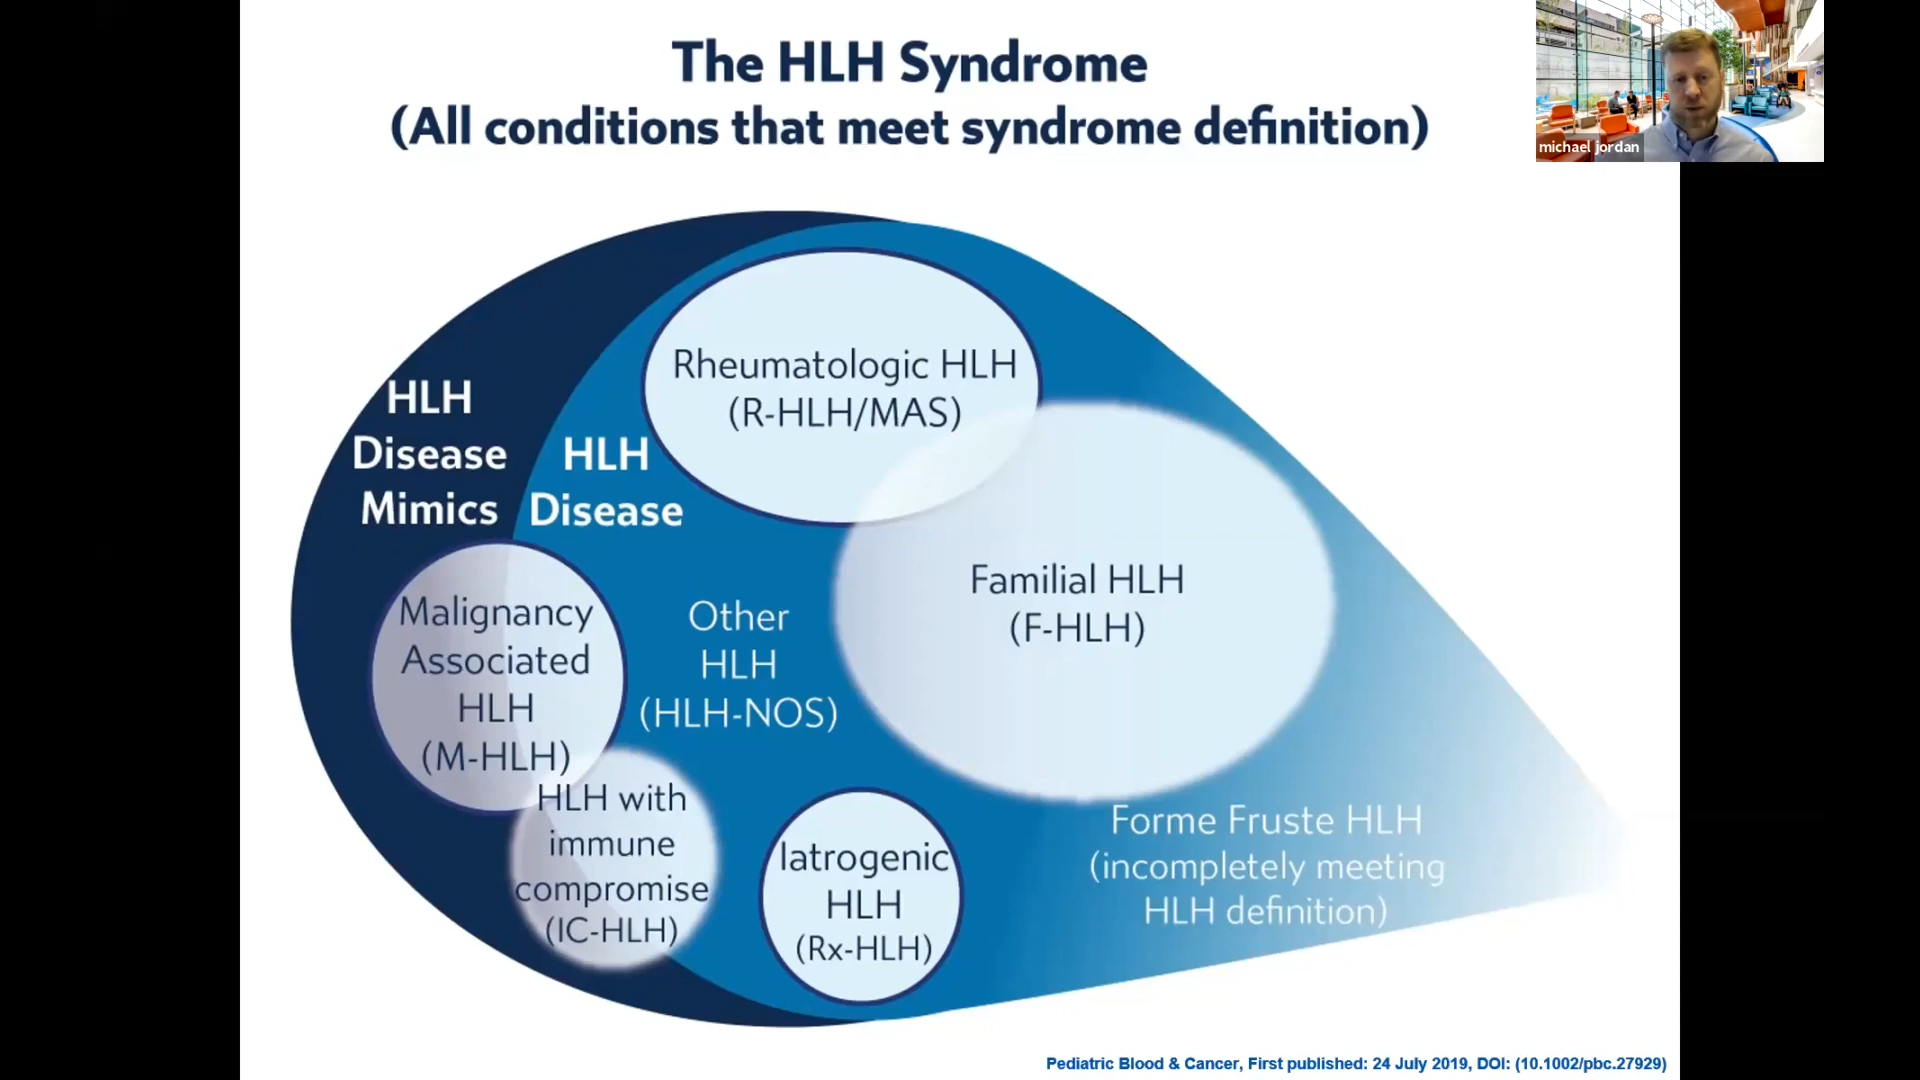 The HLH Syndrome
(All conditions that meet syndrome definition)
michael jordan
HLH
Disease
Mimics
HLH
Disease
Rheumatologic HLH
(R-HLH/MAS)
Familial HLH
(F-HLH)
Malignancy
Associated
HLH
(M-HLH)
Other
HLH
(HLH-NOS)
HLH with
immune
compromise
(IC-HLH)
Iatrogenic
HLH
(Rx-HLH)
Forme Fruste HLH
(incompletely meeting
HLH definition)
Pediatric Blood & Cancer, First published: 24 July 2019, DOI: (10.1002/pbc.27929)